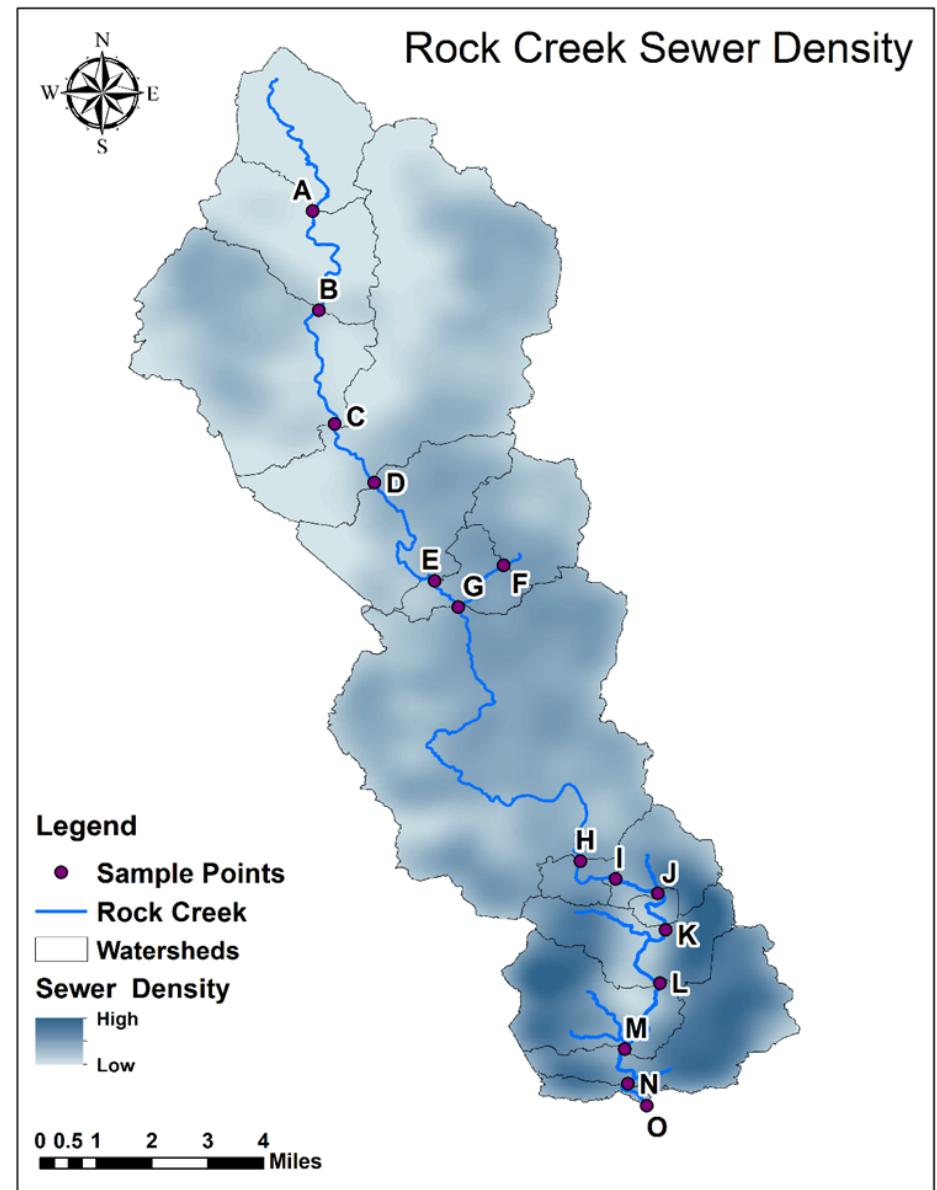 Rock Creek Sewer Density
N
W E
S
A
B
C
D
E
F
G
H
I
J
K
L
M
N
O
Legend
Sample Points
Rock Creek
Watersheds
Sewer Density
High
Low
0 0.5 1 2 3 4
Miles